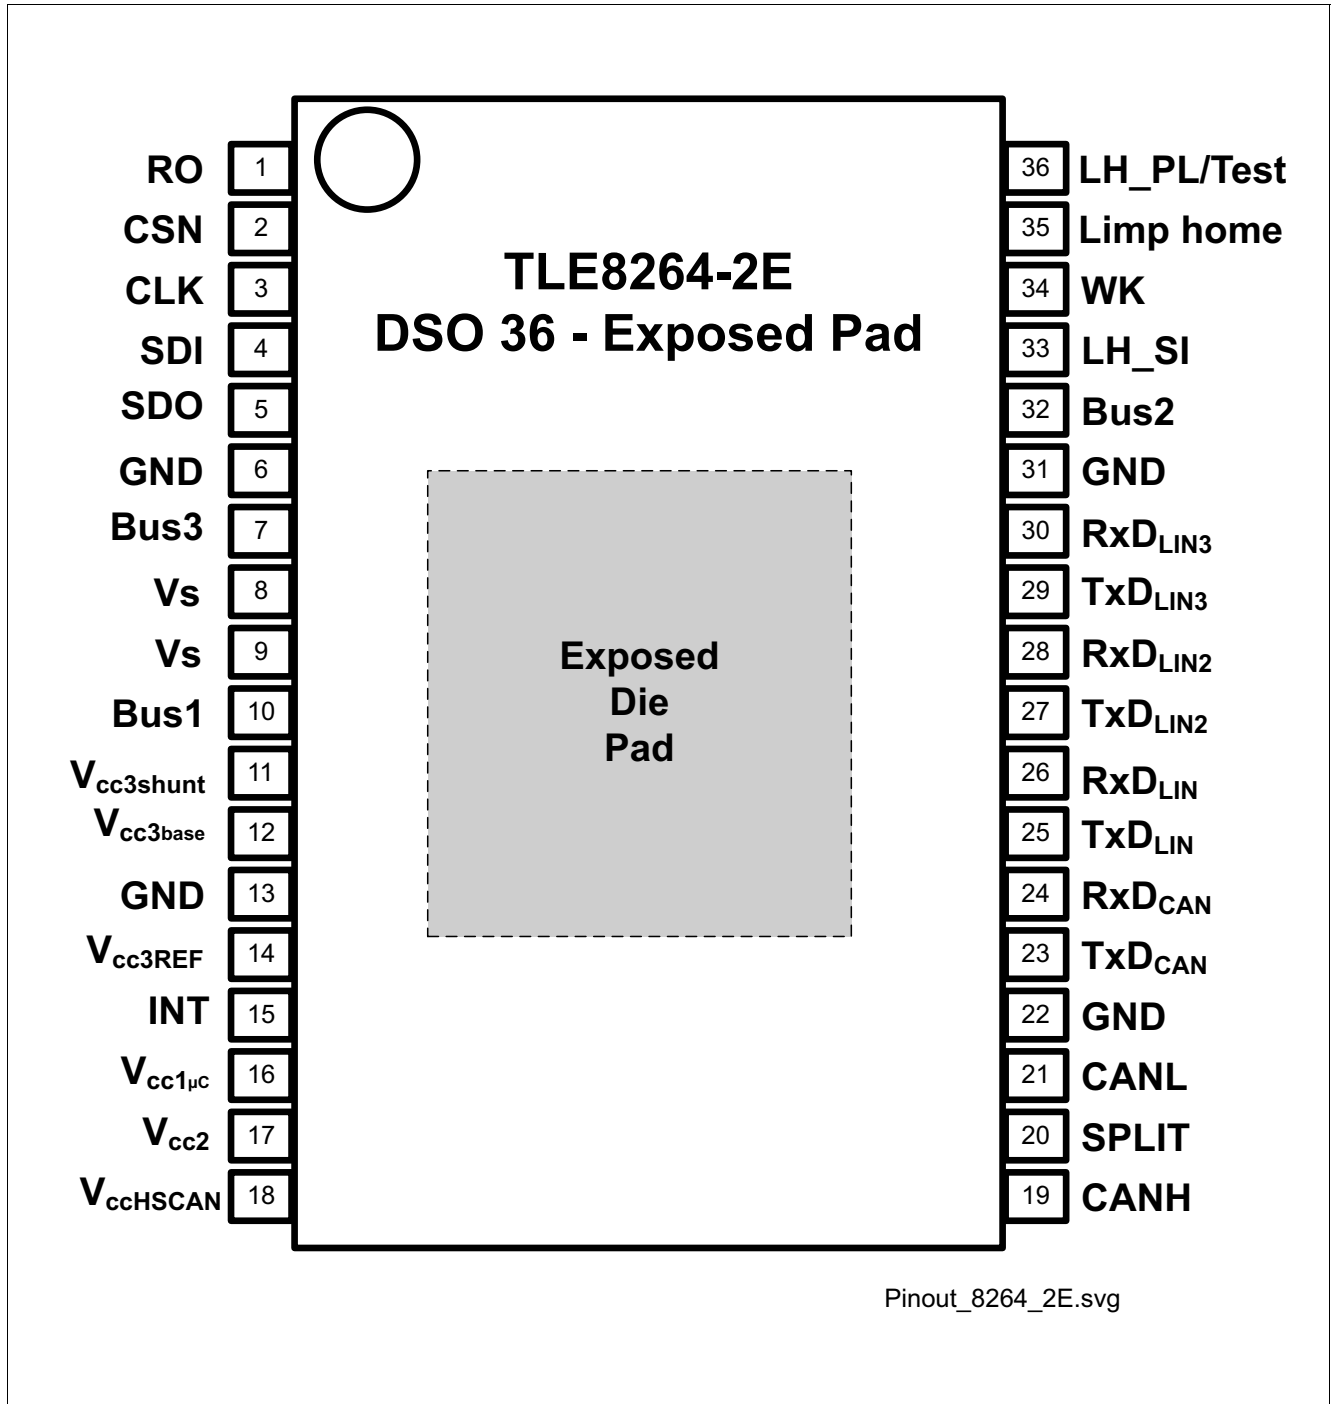 TLE8264-2E
DSO 36 - Exposed Pad
RO 1
CSN 2
CLK 3
SDI 4
SDO 5
GND 6
Bus3 7
Vs 8
Vs 9
Bus1 10
Vcc3shunt 11
Vcc3base 12
GND 13
Vcc3REF 14
INT 15
Vcc1µC 16
Vcc2 17
VccHSCAN 18
36 LH_PL/Test
35 Limp home
34 WK
33 LH_SI
32 Bus2
31 GND
30 RxDLIN3
29 TxDLIN3
28 RxDLIN2
27 TxDLIN2
26 RxDLIN
25 TxDLIN
24 RxDCAN
23 TxDCAN
22 GND
21 CANL
20 SPLIT
19 CANH
Exposed
Die
Pad
Pinout_8264_2E.svg